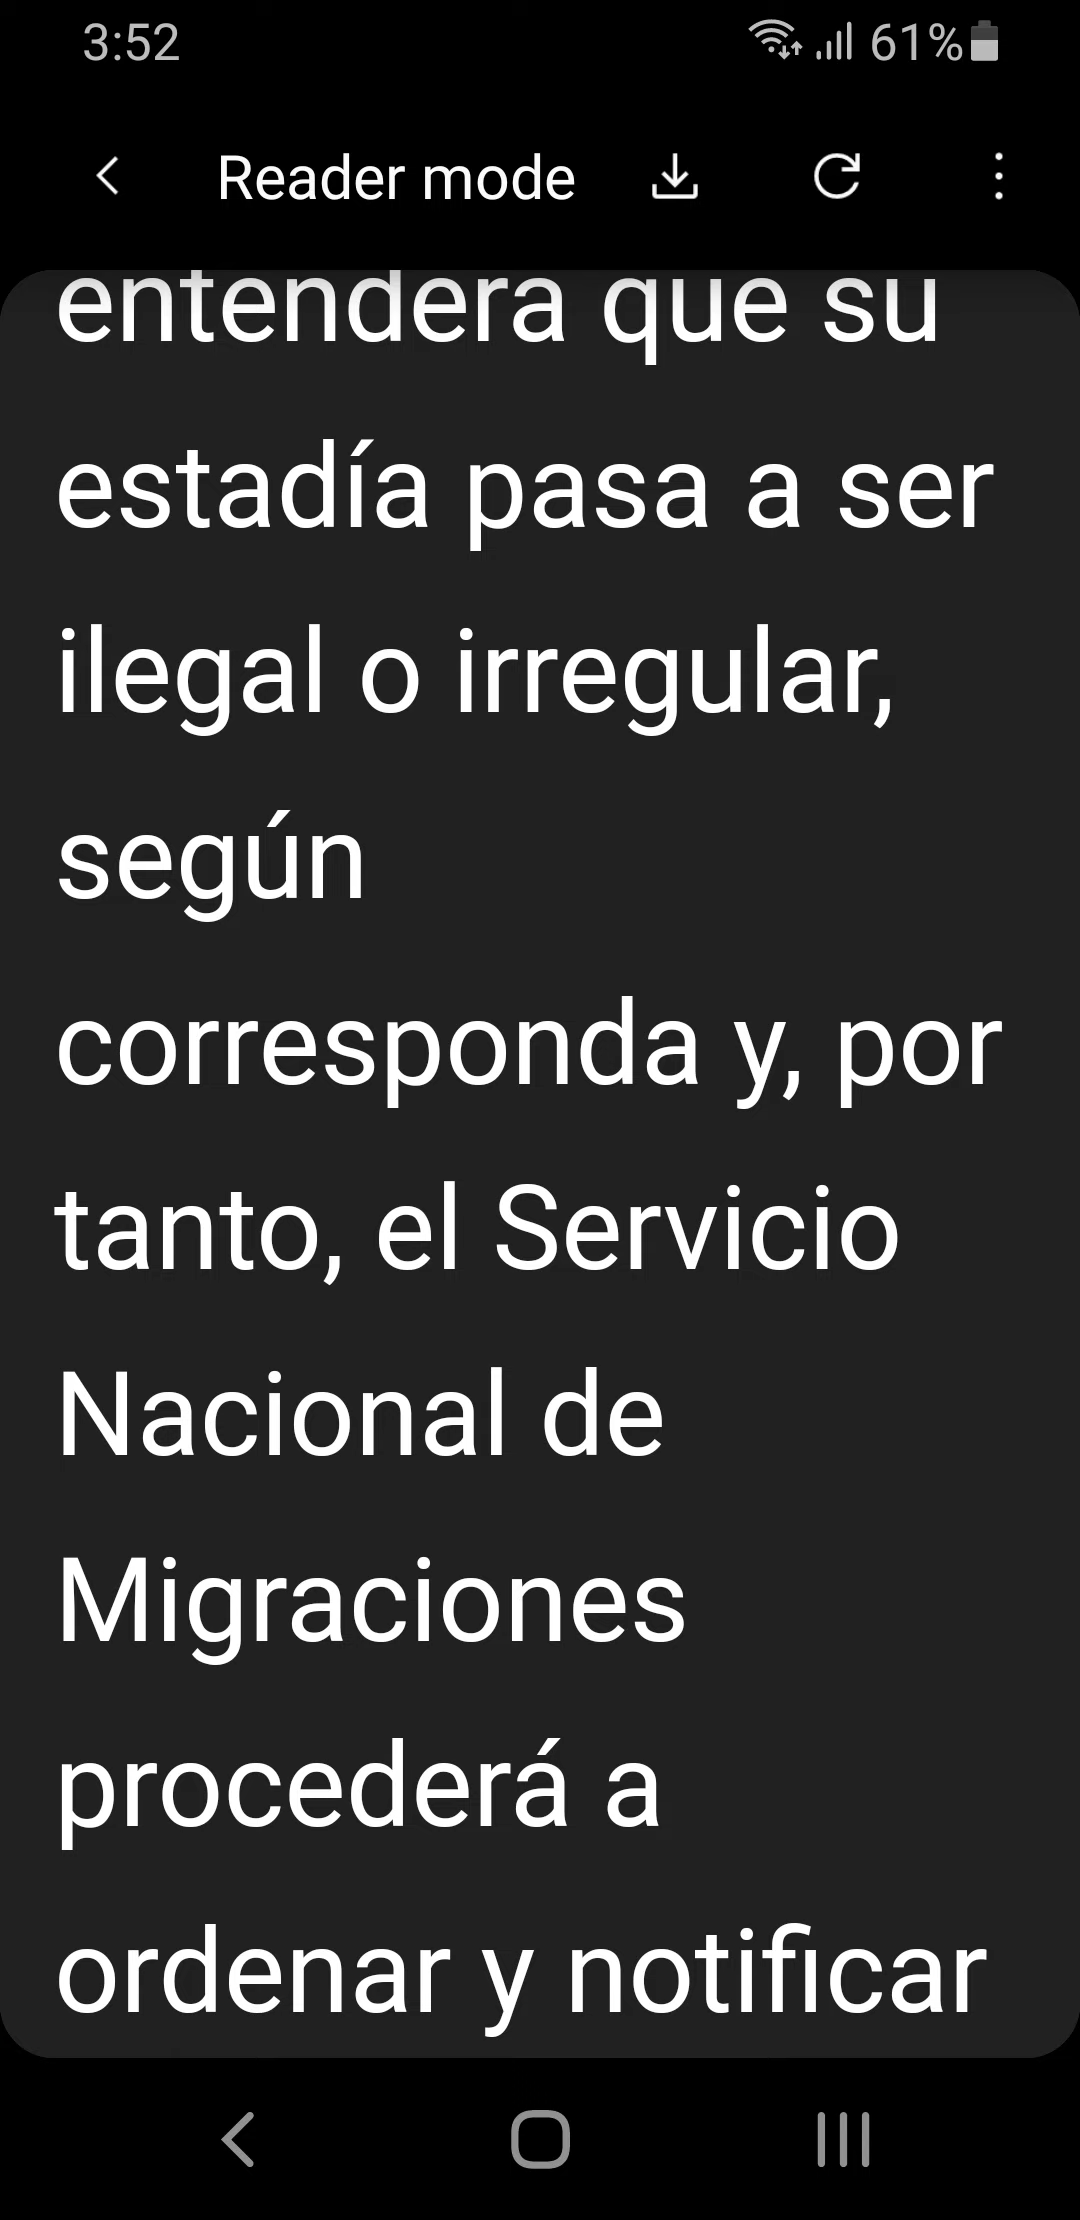 3:52
61%
Reader mode
entenderá que su
estadía pasa a ser
ilegal o irregular,
según
corresponda y, por
tanto, el Servicio
Nacional de
Migraciones
procederá a
ordenar y notificar